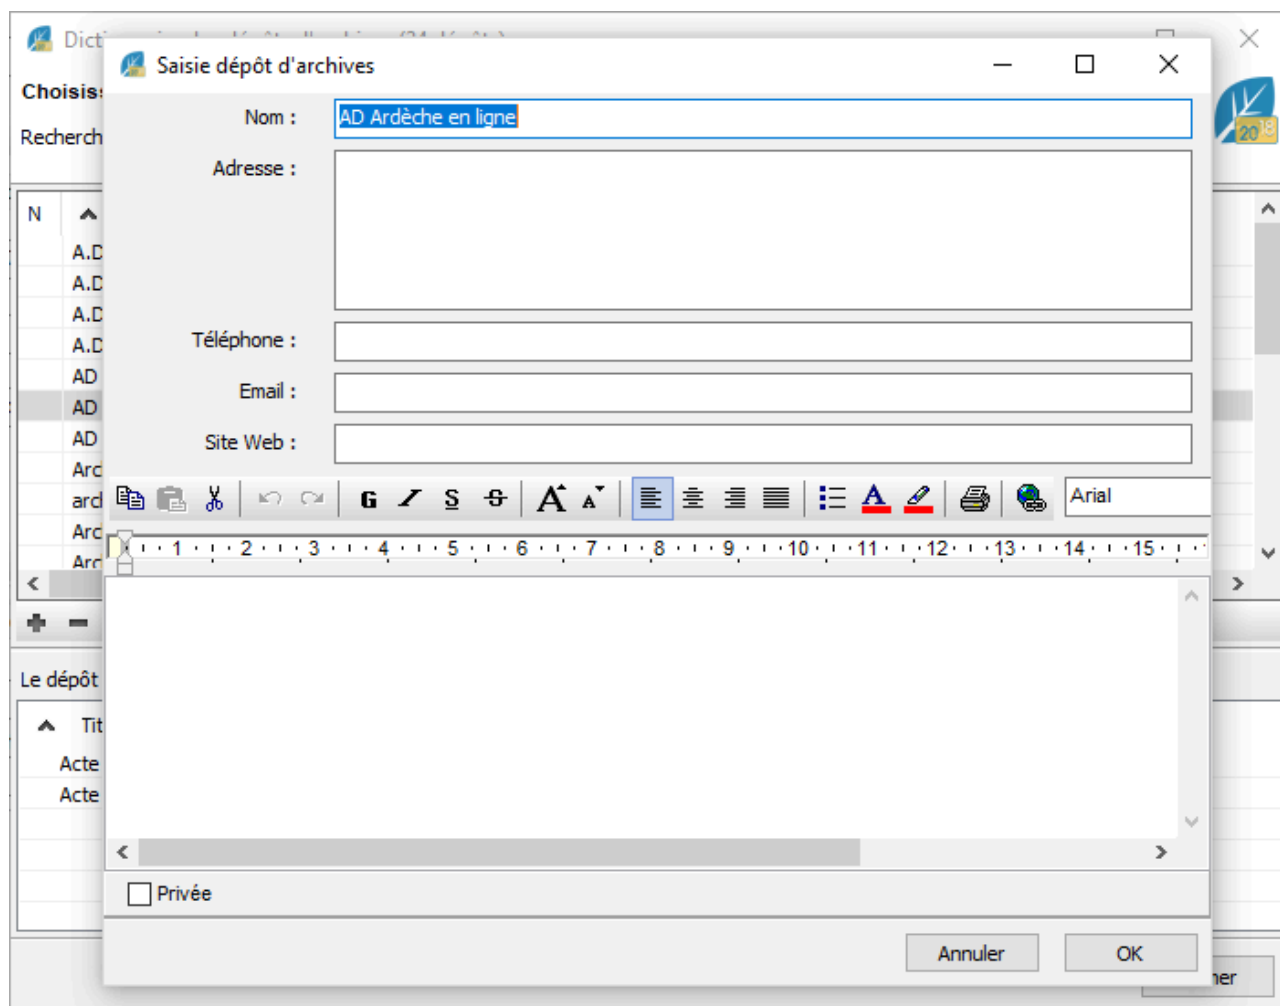 Saisie dépôt d'archives
Choisis
Nom :
AD Ardèche en ligne
Recherch
Adresse :
2018
N
A.D
A.D
A.D
A.D
Téléphone :
AD
Email :
AD
AD
Site Web :
Arc
arc
G I S S A A
A
Arial
Arc
1 2 3 4 5 6 7 8 9 10 11 12 13 14 15
Arc
Le dépôt
Tit
Acte
Acte
Privée
Annuler
OK
ner